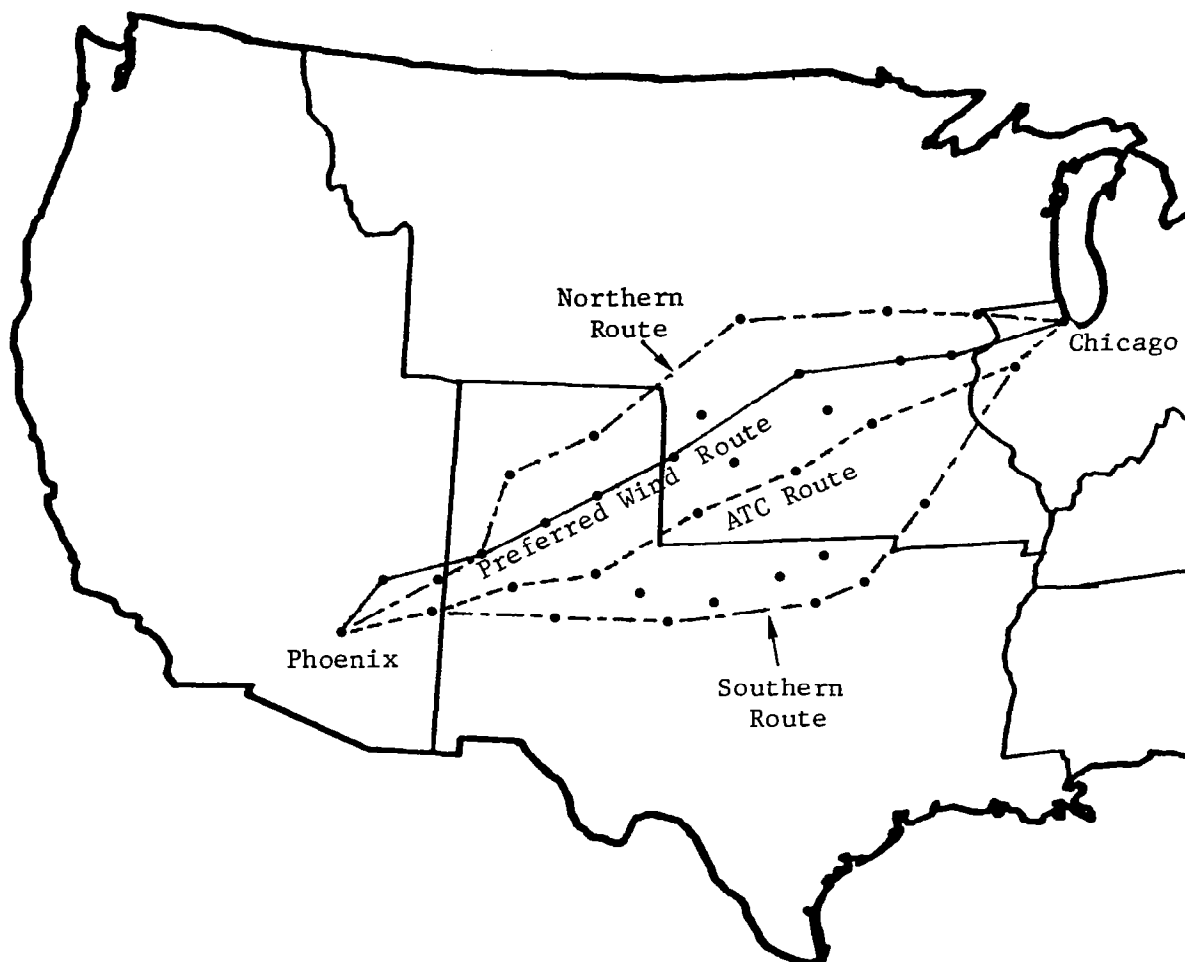 Northern
Route
Chicago
Preferred Wind Route
ATC Route
Phoenix
Southern
Route